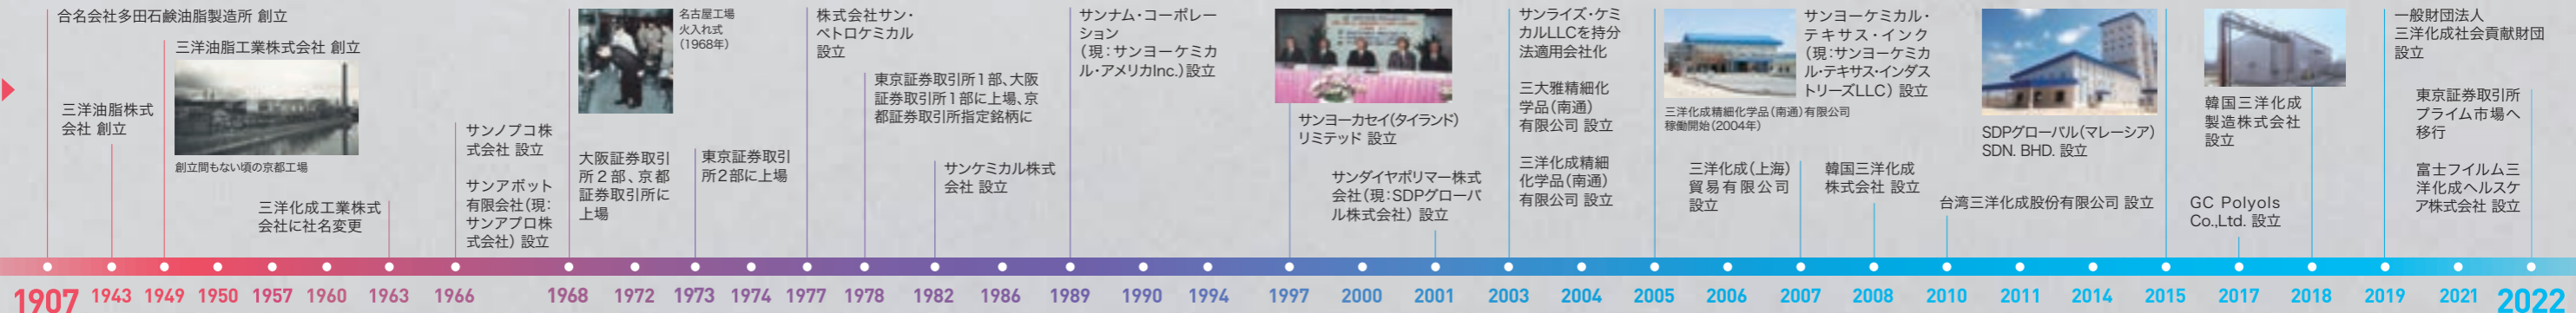 合名会社多田石鹸油脂製造所 創立
三洋油脂株式
会社 創立
三洋油脂工業株式会社 創立
創立間もない頃の京都工場
三洋化成工業株式
会社に社名変更
サンノプコ株
式会社 設立
サンアボット
有限会社(現:
サンアプロ株
式会社) 設立
名古屋工場
火入れ式
(1968年)
大阪証券取引
所2部、京都
証券取引所に
上場
東京証券取引
所2部に上場
株式会社サン・
ペトロケミカル
設立
東京証券取引所1部、大阪
証券取引所1部に上場、京
都証券取引所指定銘柄に
サンケミカル株式
会社 設立
サンナム・コーポレー
ション
(現:サンヨーケミカ
ル・アメリカInc.)設立
サンヨーカセイ(タイランド)
リミテッド 設立
サンダイヤポリマー株式
会社(現:SDPグローバ
ル株式会社) 設立
サンライズ・ケミ
カルLLCを持分
法適用会社化
三大雅精細化
学品(南通)
有限公司 設立
三洋化成精細
化学品(南通)
有限公司 設立
三洋化成精細化学品(南通)有限公司
稼働開始(2004年)
サンヨーケミカル・
テキサス・インク
(現:サンヨーケミカ
ル・テキサス・インダス
トリーズLLC) 設立
三洋化成(上海)
貿易有限公司
設立
韓国三洋化成
株式会社 設立
台湾三洋化成股份有限公司 設立
SDPグローバル(マレーシア)
SDN. BHD. 設立
GC Polyols
Co.,Ltd. 設立
韓国三洋化成
製造株式会社
設立
一般財団法人
三洋化成社会貢献財団
設立
東京証券取引所
プライム市場へ
移行
富士フイルム三
洋化成ヘルスケ
ア株式会社 設立
1907 1943 1949 1950 1957 1960 1963 1966 1968 1972 1973 1974 1977 1978 1982 1986 1989 1990 1994 1997 2000 2001 2003 2004 2005 2006 2007 2008 2010 2011 2014 2015 2017 2018 2019 2021 2022